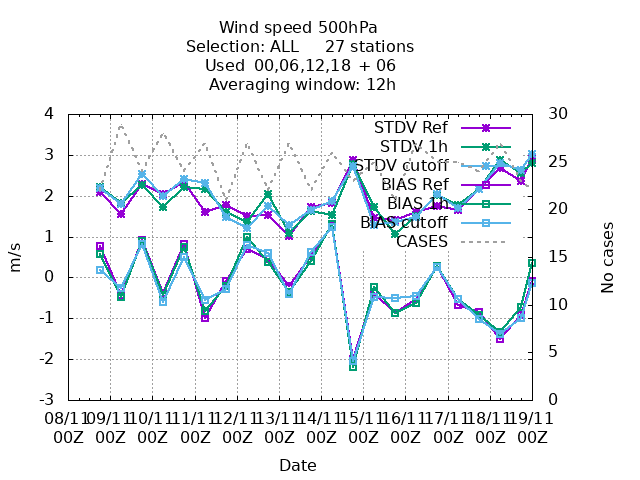 Wind speed 500hPa
Selection: ALL 27 stations
Used 00,06,12,18 + 06
Averaging window: 12h
STDV Ref
STDV 1h
STDV cutoff
BIAS Ref
BIAS 1h
BIAS cutoff
CASES
4
3
2
1
0
-1
-2
-3
m/s
30
25
20
15
10
5
0
No cases
08/11 09/11 10/11 11/11 12/11 13/11 14/11 15/11 16/11 17/11 18/11 19/11
00Z 00Z 00Z 00Z 00Z 00Z 00Z 00Z 00Z 00Z 00Z 00Z
Date